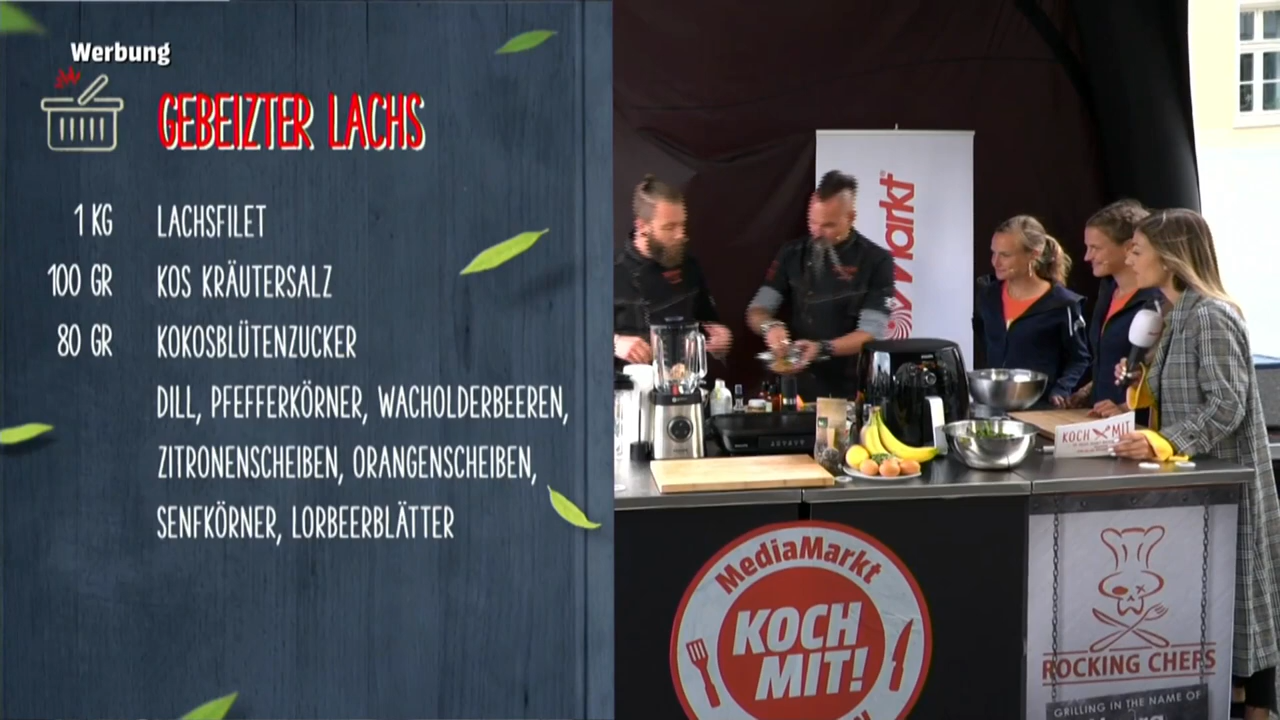 Werbung
GEBEIZTER LACHS
1 KG LACHSFILET
100 GR KOS KRÄUTERSALZ
80 GR KOKOSBLÜTENZUCKER
DILL, PFEFFERKÖRNER, WACHOLDERBEEREN,
ZITRONENSCHEIBEN, ORANGENSCHEIBEN,
SENFKÖRNER, LORBEERBLÄTTER
Markt
KOCH MIT
MediaMarkt
KOCH
MIT!
ROCKING CHEFS
GRILLING IN THE NAME OF